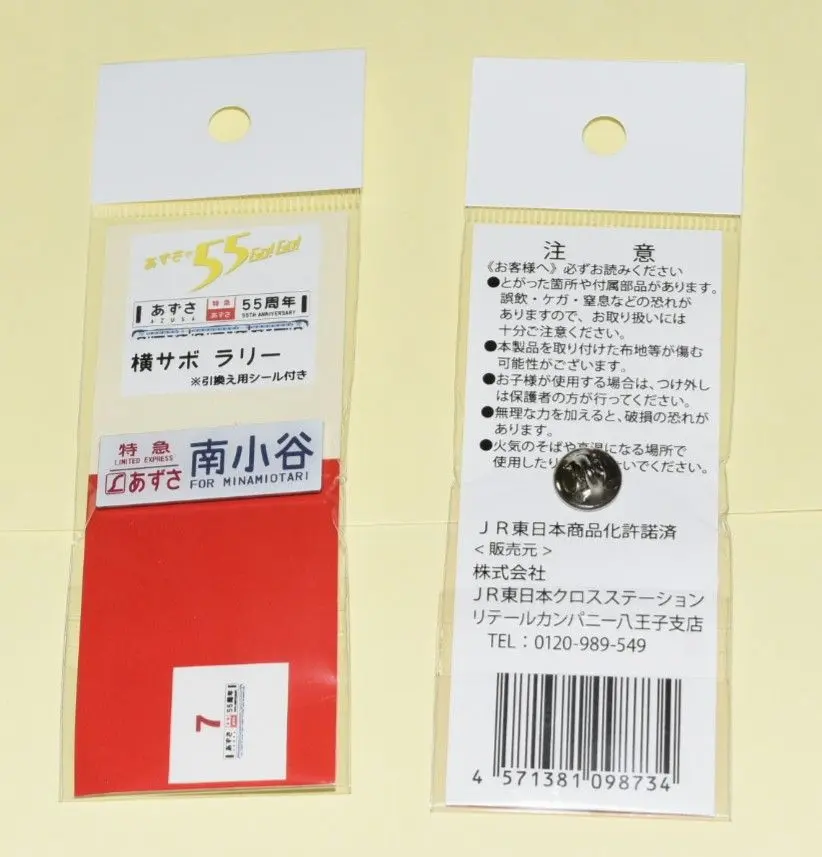 あずさで55 Go! Go!
あずさ 特急 あずさ 55周年
AZUSA 55TH ANNIVERSARY
横サボ ラリー
※引換え用シール付き
特急 南小谷
LIMITED EXPRESS
あずさ FOR MINAMIOTARI
7
あずさ 55周年
注 意
《お客様へ》必ずお読みください
●とがった箇所や付属部品があります。
誤飲・ケガ・窒息などの恐れが
ありますので、お取り扱いには
十分ご注意ください。
●本製品を取り付けた布地等が傷む
可能性がございます。
●お子様が使用する場合は、つけ外し
は保護者の方が行ってください。
●無理な力を加えると、破損の恐れが
あります。
●火気のそばや高温になる場所で
使用したり いでください。
JR東日本商品化許諾済
<販売元>
株式会社
JR東日本クロスステーション
リテールカンパニー八王子支店
TEL:0120-989-549
4 571381 098734